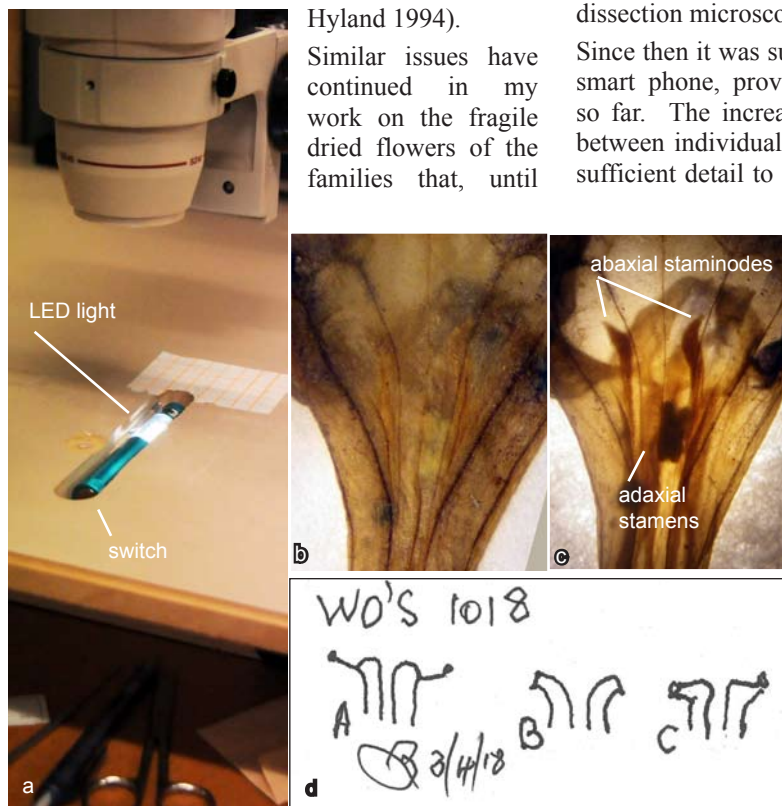 Hyland 1994).
Similar issues have
continued in my
work on the fragile
dried flowers of the
families that, until
dissection microsco
Since then it was su
smart phone, prov
so far. The increa
between individual
sufficient detail to
LED light
switch
a
b
abaxial staminodes
adaxial
stamens
c
WO'S 1018
A
B
C
3/4/18
d